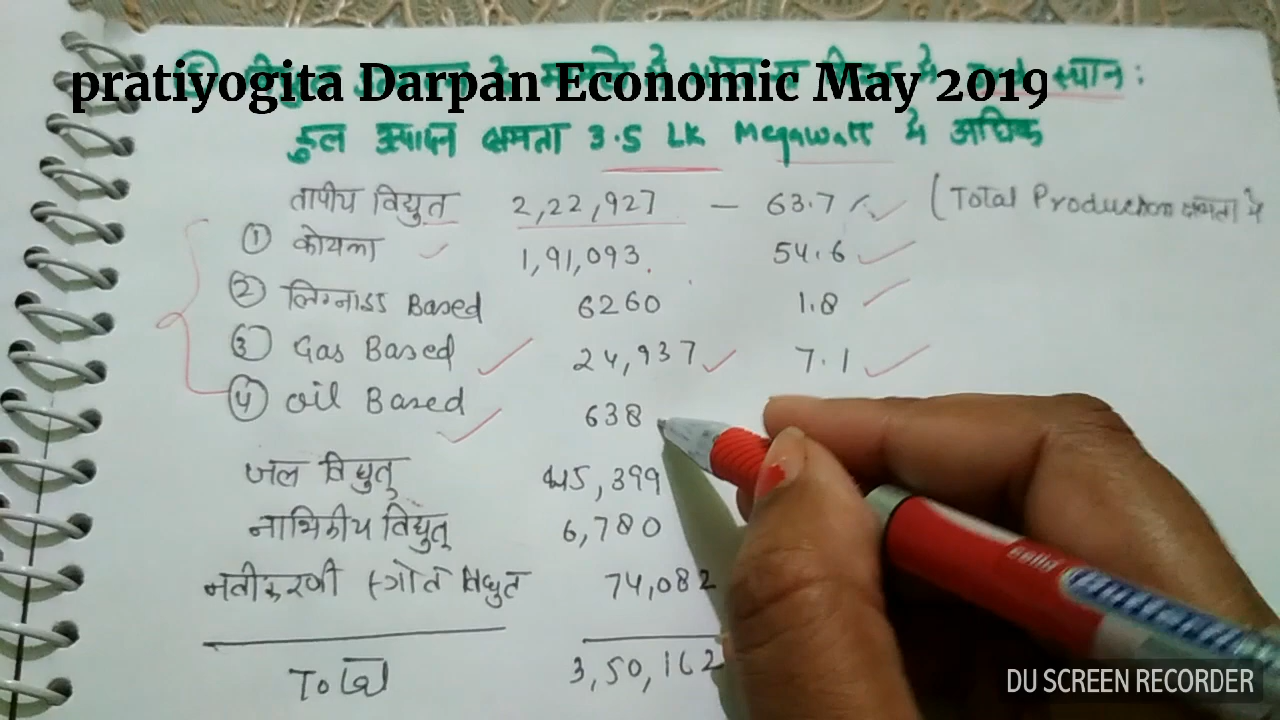 pratiyogita Darpan Economic May 2019
स्थान:
कुल उत्पादन क्षमता 3.5 LK Megawatt से अधिक
तापीय विद्युत 2,22,927 — 63.7% (Total Production क्षमता में
① कोयला 1,91,093 54.6
② लिग्नाइट Based 6260 1.8
③ Gas Based 24,937 7.1
④ Oil Based 638
जल विद्युत् 45,399
नाभिकीय विद्युत् 6,780
नवीकरणी स्त्रोत विद्युत 74,082
Total 3,50,162
cello Butterflow
DU SCREEN RECORDER